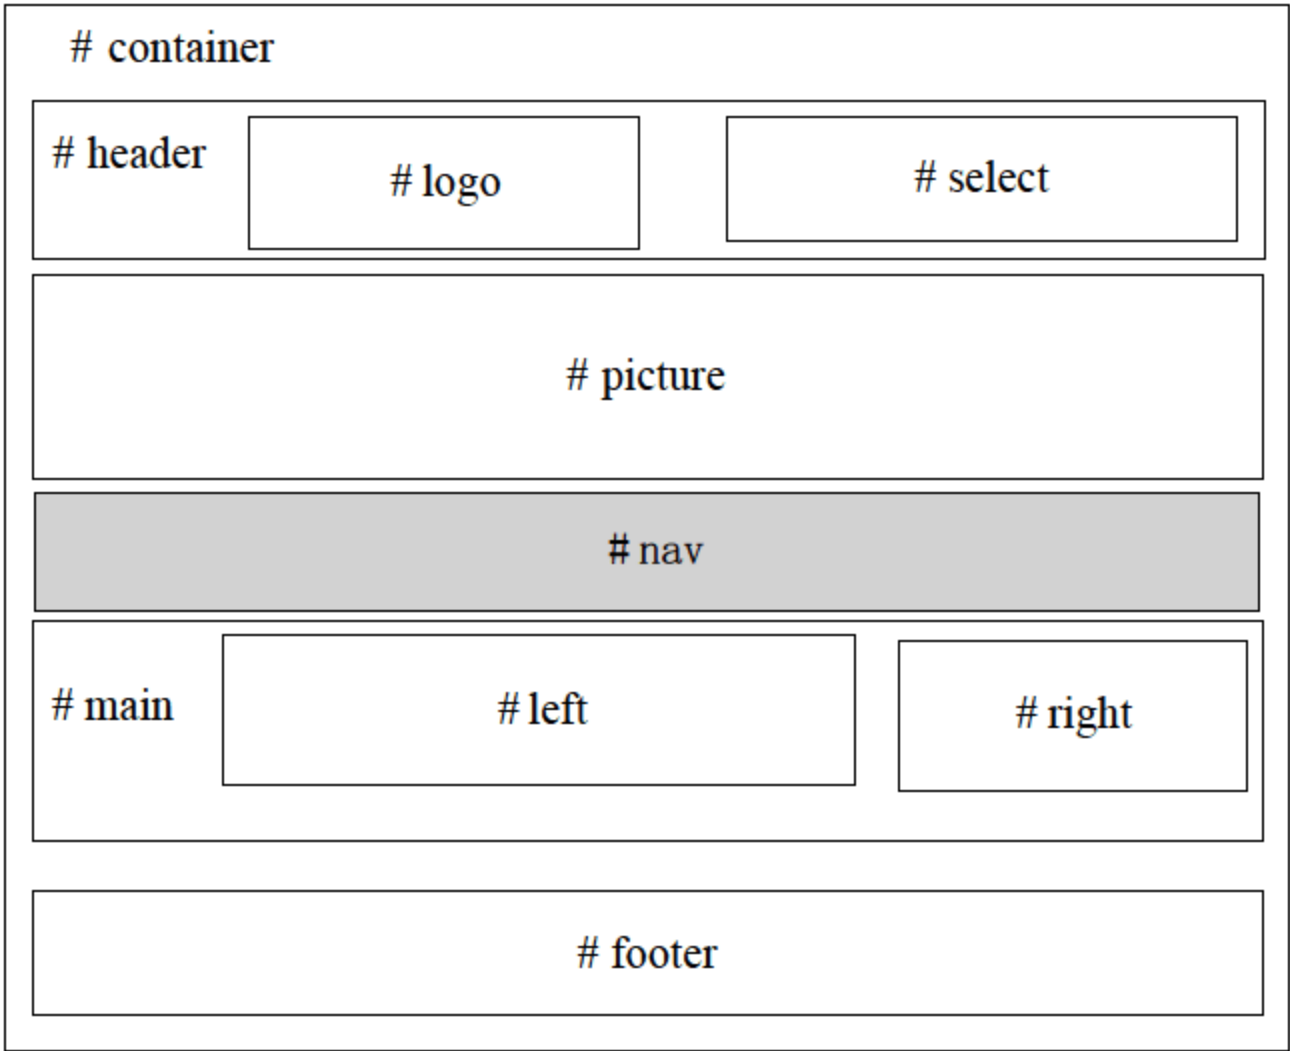 # container
# header
# logo
# select
# picture
# nav
# main
# left
# right
# footer